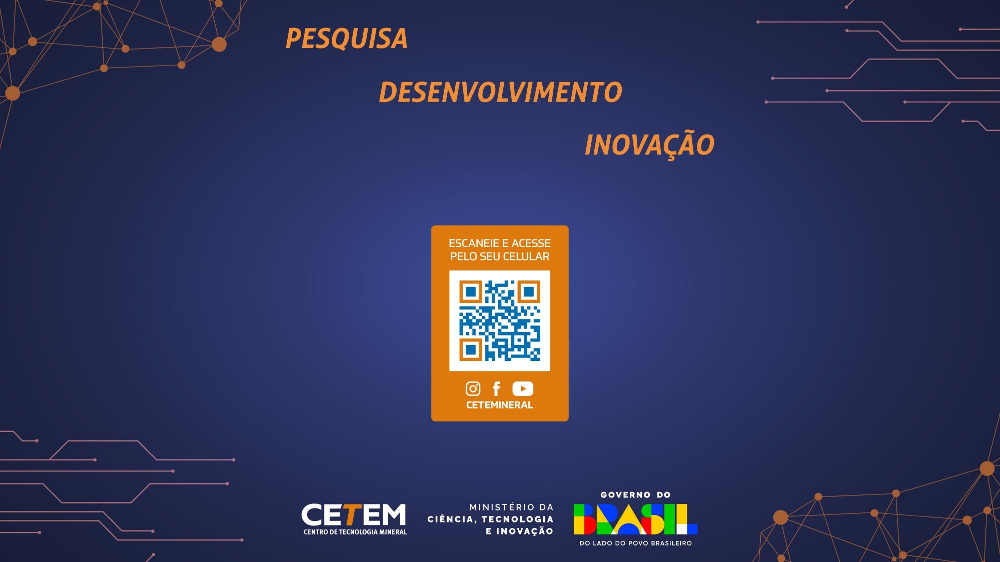 PESQUISA
DESENVOLVIMENTO
INOVAÇÃO
ESCANEIE E ACESSE
PELO SEU CELULAR
CETEMINERAL
CETEM
CENTRO DE TECNOLOGIA MINERAL
MINISTÉRIO DA
CIÊNCIA, TECNOLOGIA
E INOVAÇÃO
GOVERNO DO
BRASIL
DO LADO DO POVO BRASILEIRO